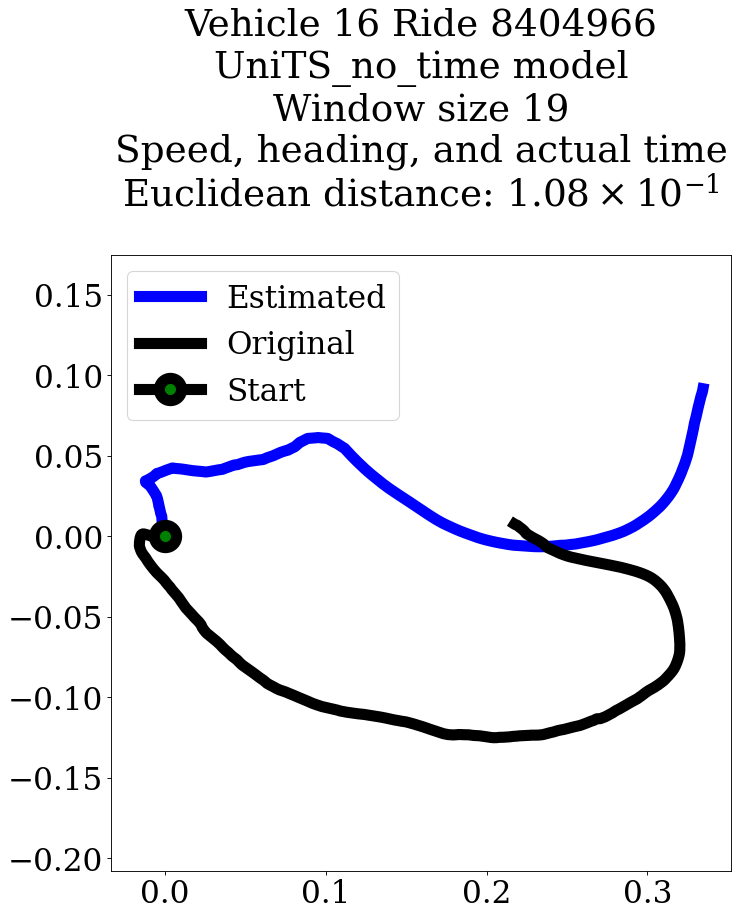 Vehicle 16 Ride 8404966
UniTS_no_time model
Window size 19
Speed, heading, and actual time
Euclidean distance: 1.08 × 10⁻¹
Estimated
Original
Start
0.15
0.10
0.05
0.00
−0.05
−0.10
−0.15
−0.20
0.0 0.1 0.2 0.3